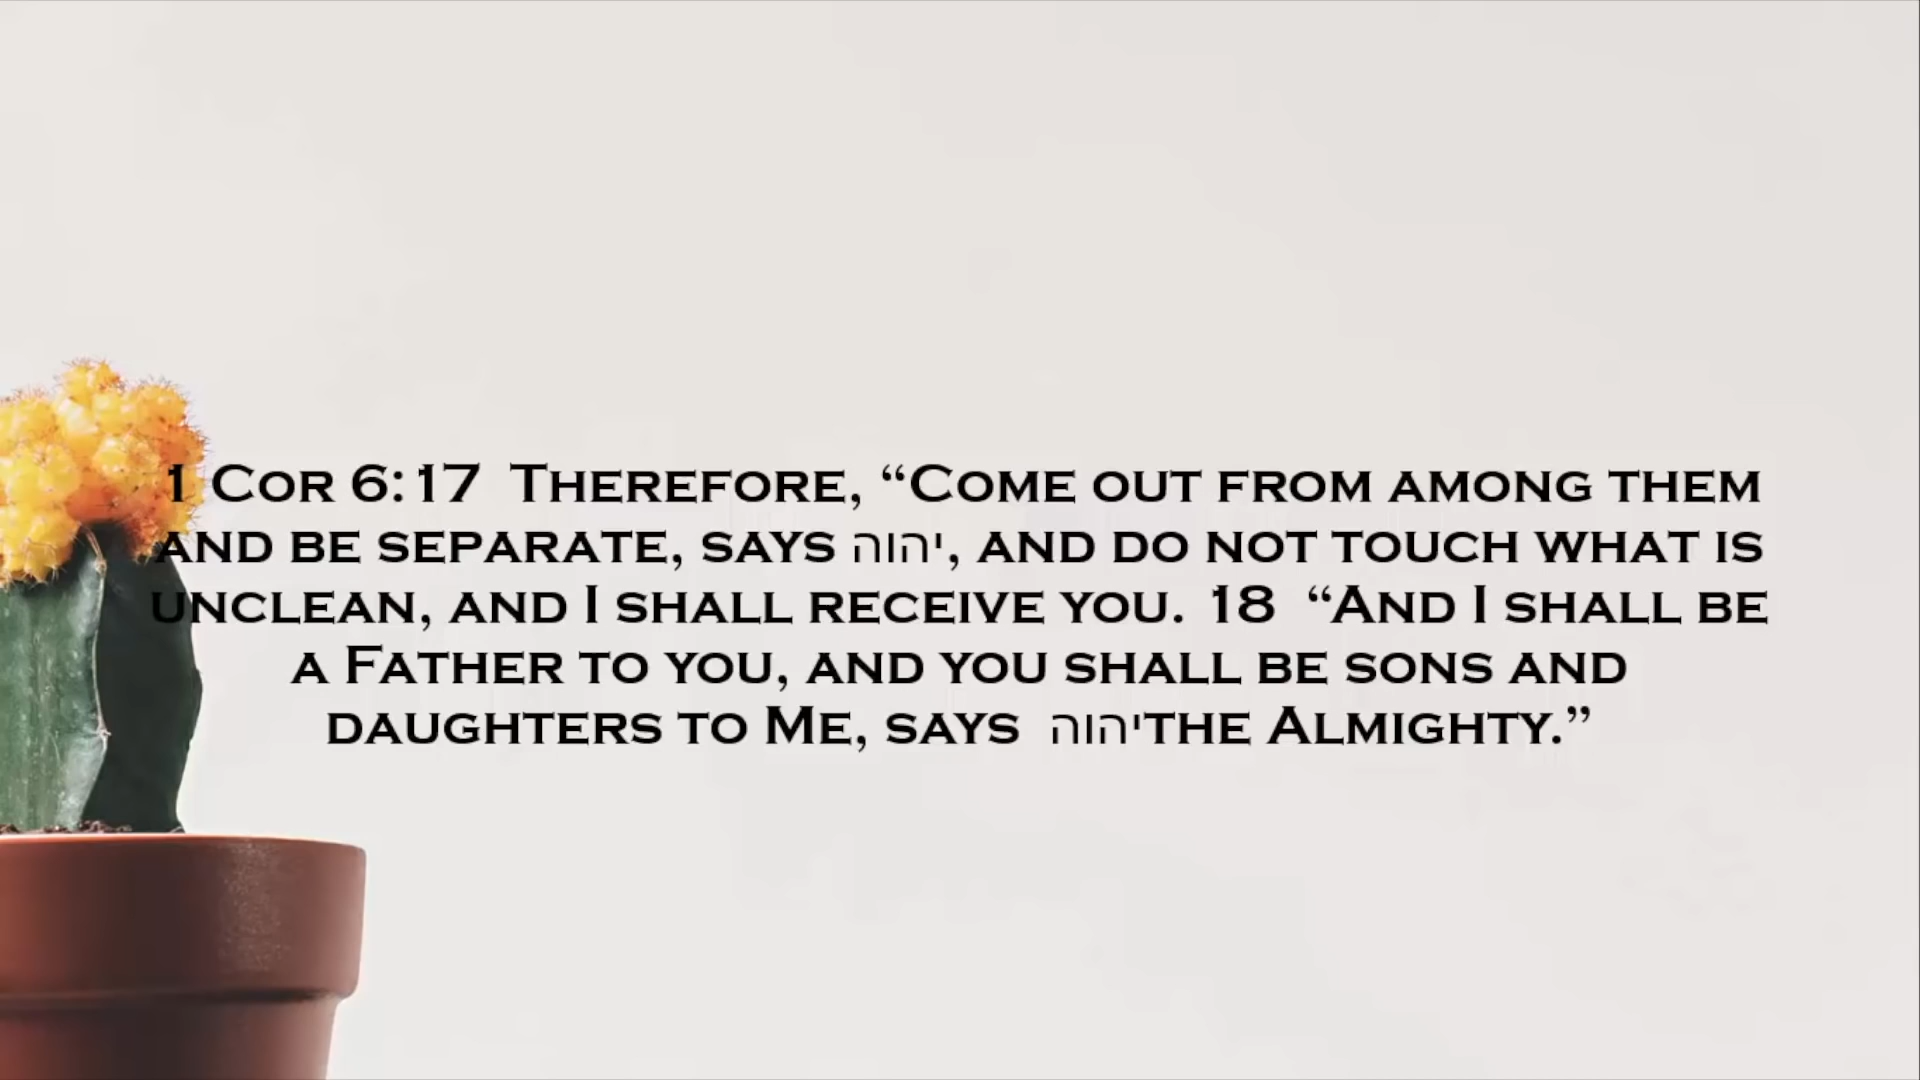 1 Cor 6:17  Therefore, “Come out from among them
and be separate, says יהוה, and do not touch what is
unclean, and I shall receive you. 18  “And I shall be
a Father to you, and you shall be sons and
daughters to Me, says  יהוהthe Almighty.”